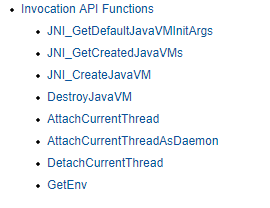 Invocation API Functions
JNI_GetDefaultJavaVMInitArgs
JNI_GetCreatedJavaVMs
JNI_CreateJavaVM
DestroyJavaVM
AttachCurrentThread
AttachCurrentThreadAsDaemon
DetachCurrentThread
GetEnv